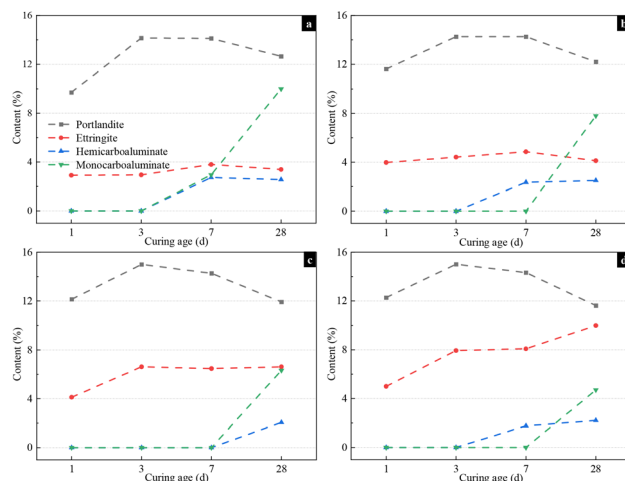 16
12
8
4
0
Content (%)
a
Portlandite
Ettringite
Hemicarboaluminate
Monocarboaluminate
1 3 7 28
Curing age (d)
16
12
8
4
0
Content (%)
b
1 3 7 28
Curing age (d)
16
12
8
4
0
Content (%)
c
1 3 7 28
Curing age (d)
16
12
8
4
0
Content (%)
d
1 3 7 28
Curing age (d)